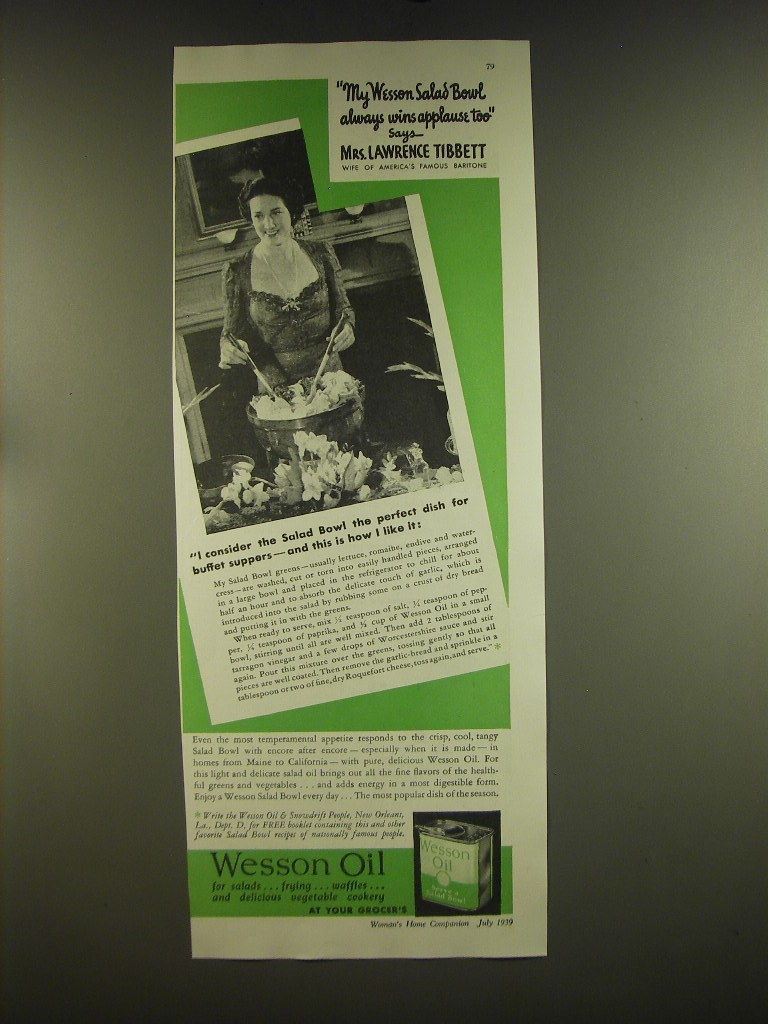 79
"My Wesson Salad Bowl
always wins applause too"
Says—
MRS. LAWRENCE TIBBETT
WIFE OF AMERICA'S FAMOUS BARITONE
"I consider the Salad Bowl the perfect dish for
buffet suppers—and this is how I like it:
My Salad Bowl greens—usually lettuce, romaine, endive and water-
cress—are washed, cut or torn into easily handled pieces, arranged
in a large bowl and placed in the refrigerator to chill for about
half an hour and to absorb the delicate touch of garlic, which is
introduced into the salad by rubbing some on a crust of dry bread
and putting it in with the greens.
When ready to serve, mix ½ teaspoon of salt, ¼ teaspoon of pep-
per, ¼ teaspoon of paprika, and cup of Wesson Oil in a small
bowl, stirring until all are well mixed. Then add 2 tablespoons of
tarragon vinegar and a few drops of Worcestershire sauce and stir
again. Pour this mixture over the greens, tossing gently so that all
pieces are well coated. Then remove the garlic-bread and sprinkle in a
tablespoon or two of fine, dry Roquefort cheese, toss again, and serve."*
Even the most temperamental appetite responds to the crisp, cool, tangy
Salad Bowl with encore after encore—especially when it is made—in
homes from Maine to California—with pure, delicious Wesson Oil. For
this light and delicate salad oil brings out all the fine flavors of the health-
ful greens and vegetables . . . and adds energy in a most digestible form.
Enjoy a Wesson Salad Bowl every day . . . The most popular dish of the season.
* Write the Wesson Oil & Snowdrift People, New Orleans,
La., Dept. D, for FREE booklet containing this and other
favorite Salad Bowl recipes of nationally famous people.
Wesson Oil
for salads . . . frying . . . waffles . . .
and delicious vegetable cookery
AT YOUR GROCER'S
Wesson
Oil
Salad Bowl
Woman's Home Companion July 1939